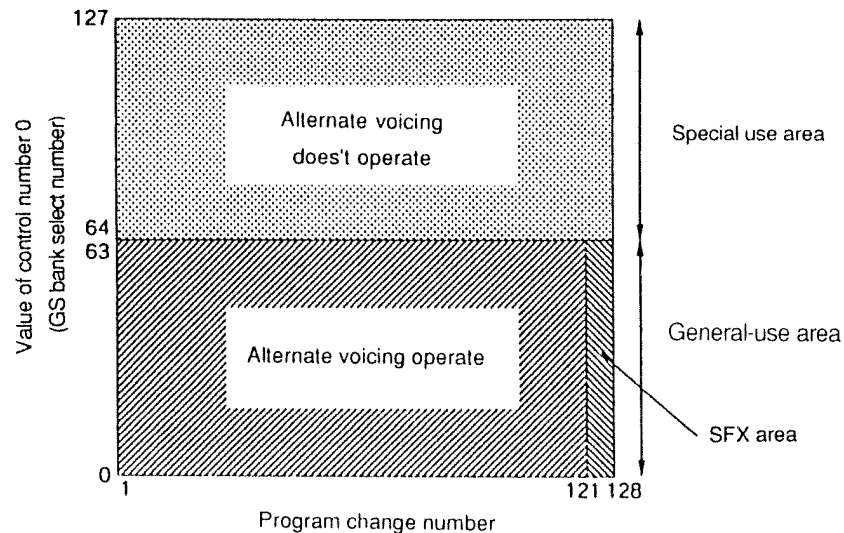 127
Alternate voicing
does't operate
Special use area
Value of control number 0
(GS bank select number)
64
63
Alternate voicing operate
General-use area
SFX area
0
1
121 128
Program change number